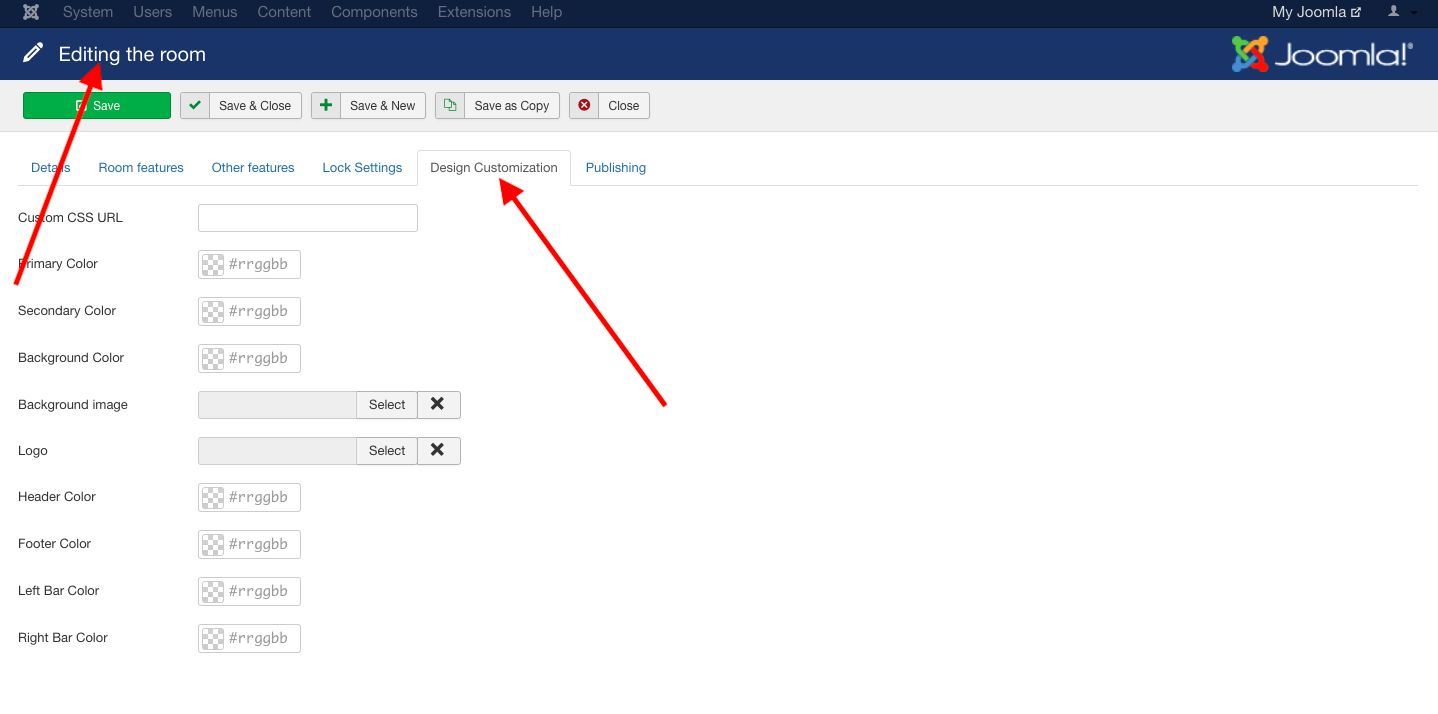 System Users Menus Content Components Extensions Help My Joomla
Editing the room Joomla!®
Save Save & Close Save & New Save as Copy Close
Details Room features Other features Lock Settings Design Customization Publishing
Custom CSS URL
Primary Color #rrggbb
Secondary Color #rrggbb
Background Color #rrggbb
Background image Select
Logo Select
Header Color #rrggbb
Footer Color #rrggbb
Left Bar Color #rrggbb
Right Bar Color #rrggbb